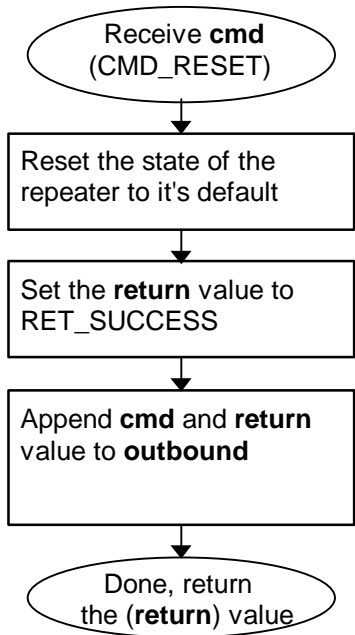 Receive cmd
(CMD_RESET)
Reset the state of the
repeater to it's default
Set the return value to
RET_SUCCESS
Append cmd and return
value to outbound
Done, return
the (return) value